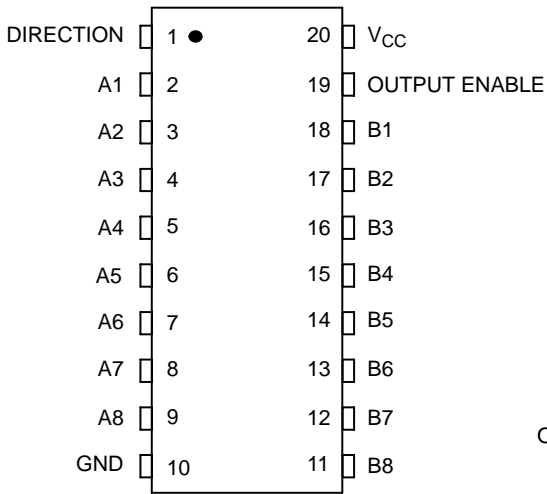 DIRECTION 1 20 VCC
A1 2 19 OUTPUT ENABLE
A2 3 18 B1
A3 4 17 B2
A4 5 16 B3
A5 6 15 B4
A6 7 14 B5
A7 8 13 B6
A8 9 12 B7
GND 10 11 B8